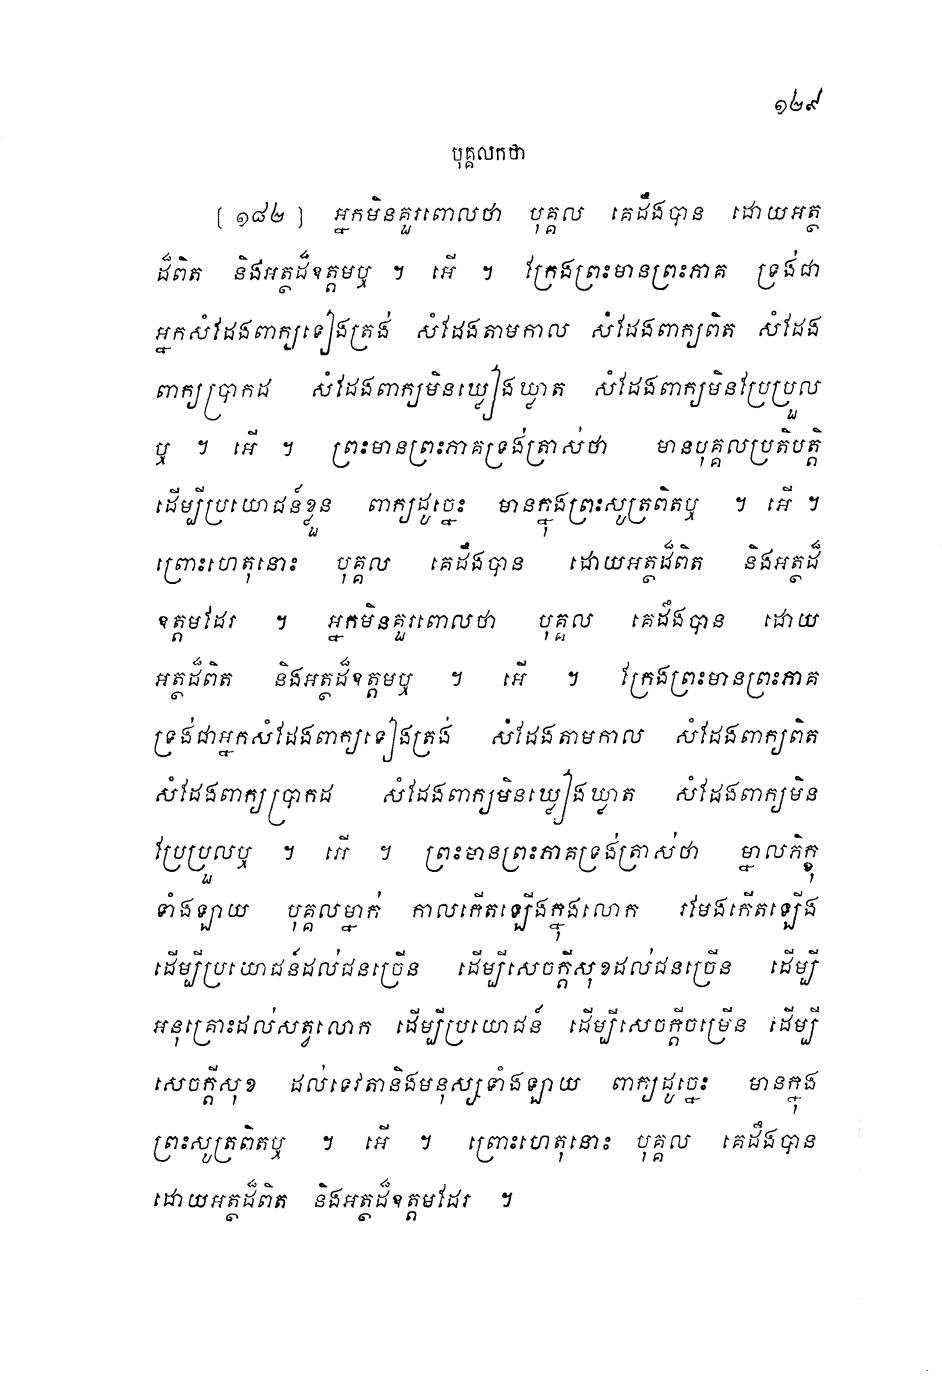 ១២៩
បុគ្គលកថា
[ ១៨២ ] អ្នកមិនគួរពោលថា បុគ្គល គេដឹងបាន ដោយអត្ថ
ដ៏ពិត និងអត្ថដ៏ឧត្តមឬ ។ អើ ។ ក្រែងព្រះមានព្រះភាគ ទ្រង់ជា
អ្នកសំដែងពាក្យទៀងត្រង់ សំដែងតាមកាល សំដែងពាក្យពិត សំដែង
ពាក្យប្រាកដ សំដែងពាក្យមិនឃ្លៀងឃ្លាត សំដែងពាក្យមិនប្រែប្រួល
ឬ ។ អើ ។ ព្រះមានព្រះភាគទ្រង់ត្រាស់ថា មានបុគ្គលប្រតិបត្តិ
ដើម្បីប្រយោជន៍ខ្លួន ពាក្យដូច្នេះ មានក្នុងព្រះសូត្រពិតឬ ។ អើ ។
ព្រោះហេតុនោះ បុគ្គល គេដឹងបាន ដោយអត្ថដ៏ពិត និងអត្ថដ៏
ឧត្តមដែរ ។ អ្នកមិនគួរពោលថា បុគ្គល គេដឹងបាន ដោយ
អត្ថដ៏ពិត និងអត្ថដ៏ឧត្តមឬ ។ អើ ។ ក្រែងព្រះមានព្រះភាគ
ទ្រង់ជាអ្នកសំដែងពាក្យទៀងត្រង់ សំដែងតាមកាល សំដែងពាក្យពិត
សំដែងពាក្យប្រាកដ សំដែងពាក្យមិនឃ្លៀងឃ្លាត សំដែងពាក្យមិន
ប្រែប្រួលឬ ។ អើ ។ ព្រះមានព្រះភាគទ្រង់ត្រាស់ថា ម្នាលភិក្ខុ
ទាំងឡាយ បុគ្គលម្នាក់ កាលកើតឡើងក្នុងលោក រមែងកើតឡើង
ដើម្បីប្រយោជន៍ដល់ជនច្រើន ដើម្បីសេចក្តីសុខដល់ជនច្រើន ដើម្បី
អនុគ្រោះដល់សត្វលោក ដើម្បីប្រយោជន៍ ដើម្បីសេចក្តីចម្រើន ដើម្បី
សេចក្តីសុខ ដល់ទេវតានិងមនុស្សទាំងឡាយ ពាក្យដូច្នេះ មានក្នុង
ព្រះសូត្រពិតឬ ។ អើ ។ ព្រោះហេតុនោះ បុគ្គល គេដឹងបាន
ដោយអត្ថដ៏ពិត និងអត្ថដ៏ឧត្តមដែរ ។